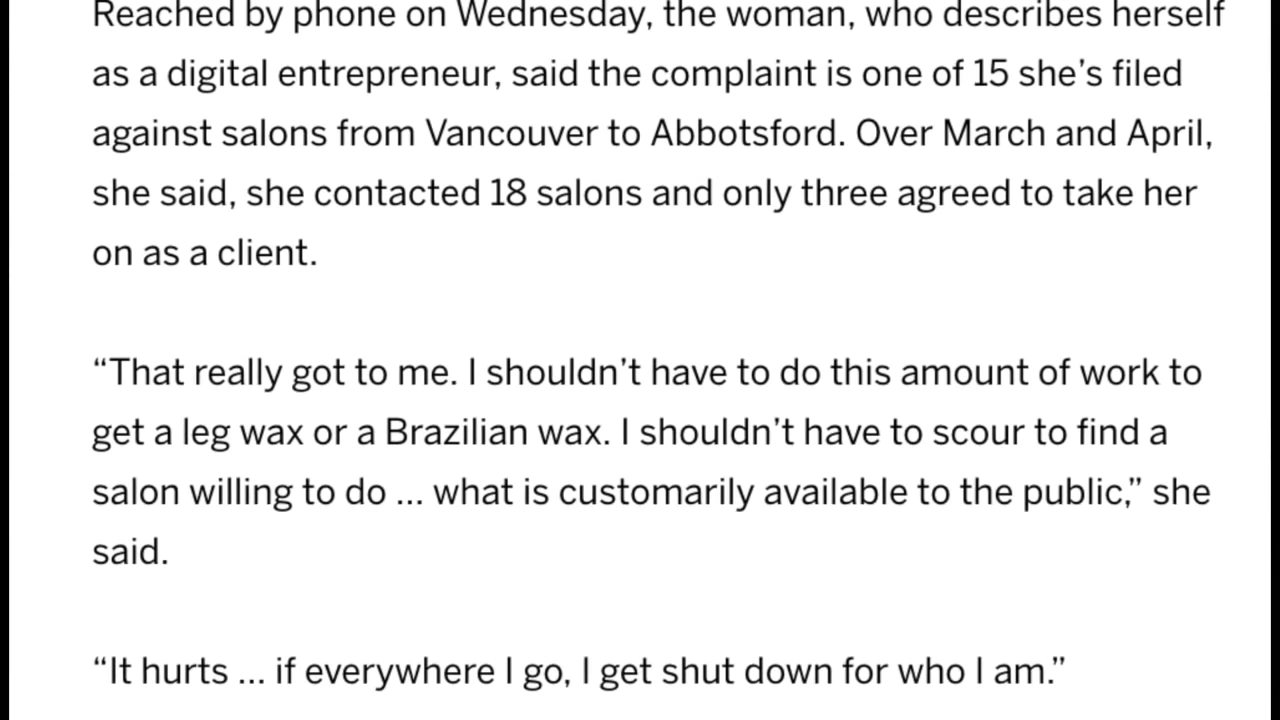 Reached by phone on Wednesday, the woman, who describes herself
as a digital entrepreneur, said the complaint is one of 15 she’s filed
against salons from Vancouver to Abbotsford. Over March and April,
she said, she contacted 18 salons and only three agreed to take her
on as a client.
“That really got to me. I shouldn’t have to do this amount of work to
get a leg wax or a Brazilian wax. I shouldn’t have to scour to find a
salon willing to do ... what is customarily available to the public,” she
said.
“It hurts ... if everywhere I go, I get shut down for who I am.”